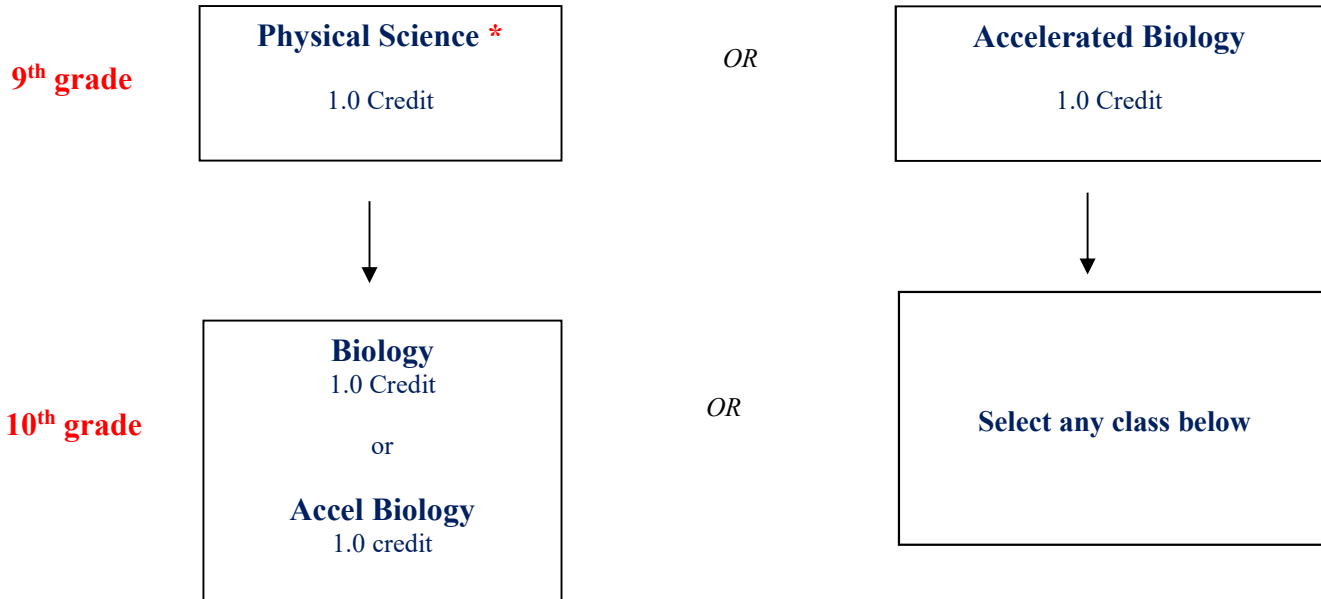 Physical Science *
1.0 Credit
OR
Accelerated Biology
1.0 Credit
9th grade
Biology
1.0 Credit
or
Accel Biology
1.0 credit
OR
Select any class below
10th grade